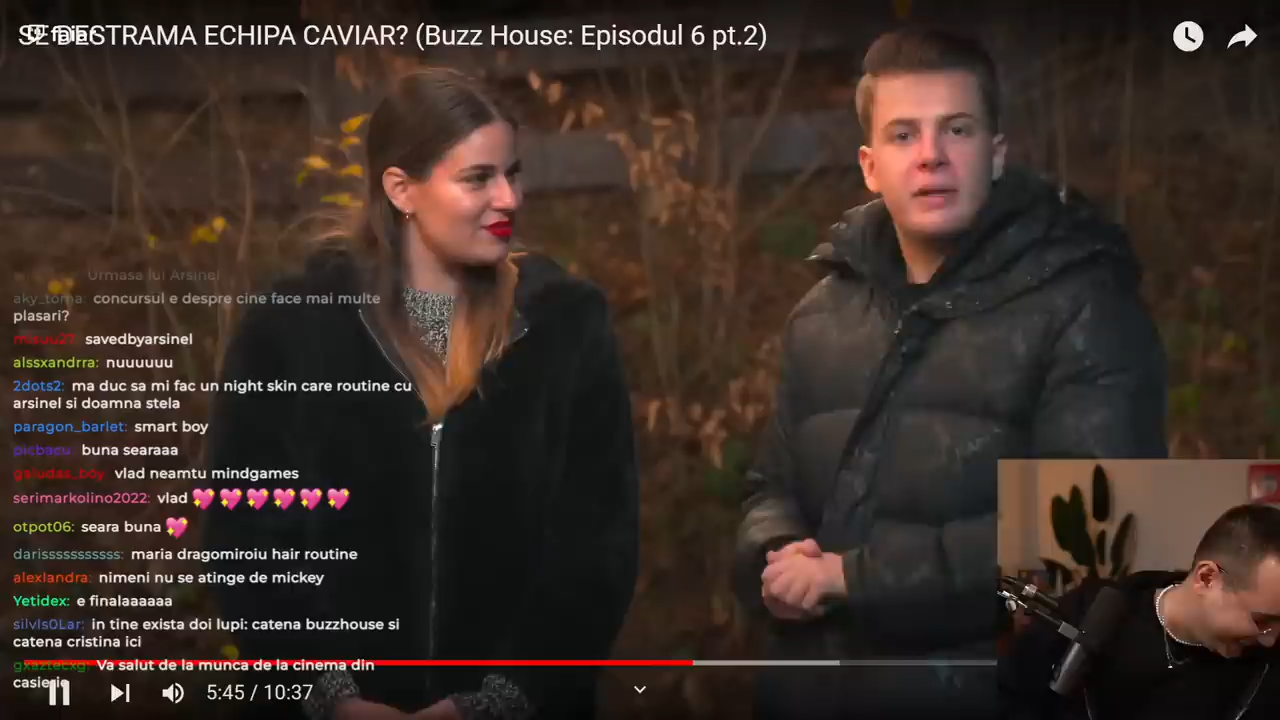 SE DESTRAMA ECHIPA CAVIAR? (Buzz House: Episodul 6 pt.2)
Urmasa lui Arsinel
aky_toma: concursul e despre cine face mai multe
plasari?
misuu27: savedbyarsinel
alssxandrra: nuuuuuu
2dots2: ma duc sa mi fac un night skin care routine cu
arsinel si doamna stela
paragon_barlet: smart boy
buna searaaa
galudas_boy: vlad neamtu mindgames
serimarkolino2022: vlad 💖 💖 💖 💖 💖 💖
otpot06: seara buna 💖
darisssssssssss: maria dragomiroiu hair routine
alexlandra: nimeni nu se atinge de mickey
Yetidex: e finalaaaaaa
silvIs0Lar: in tine exista doi lupi: catena buzzhouse si
catena cristina ici
gxaztecxg: Va salut de la munca de la cinema din
casierie
5:45 / 10:37